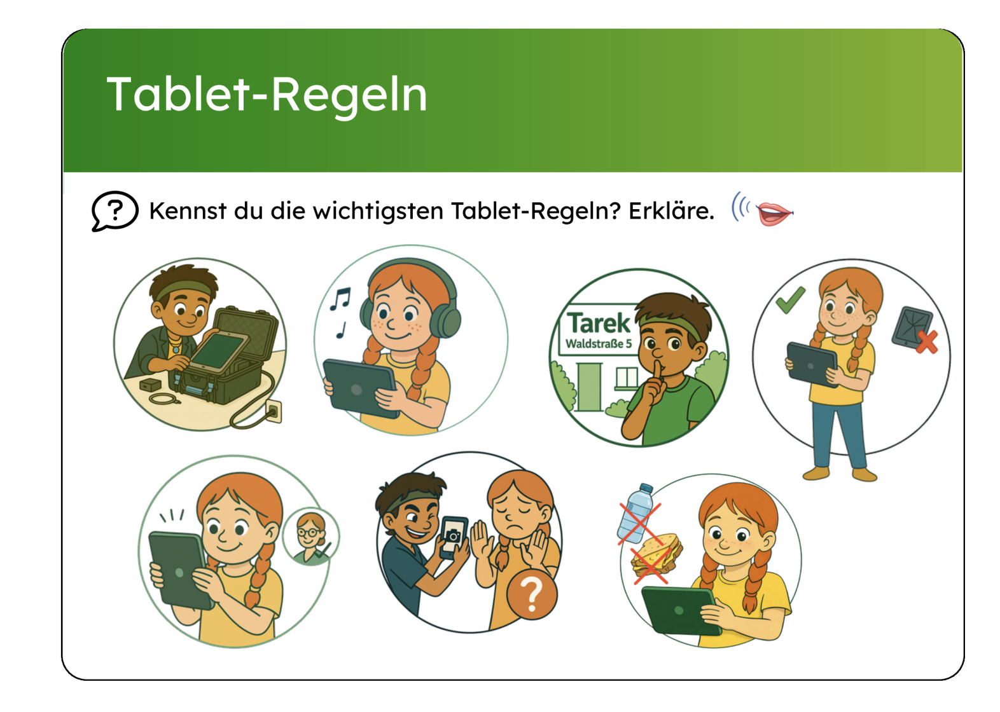 Tablet-Regeln
? Kennst du die wichtigsten Tablet-Regeln? Erkläre.
Tarek
Waldstraße 5
?